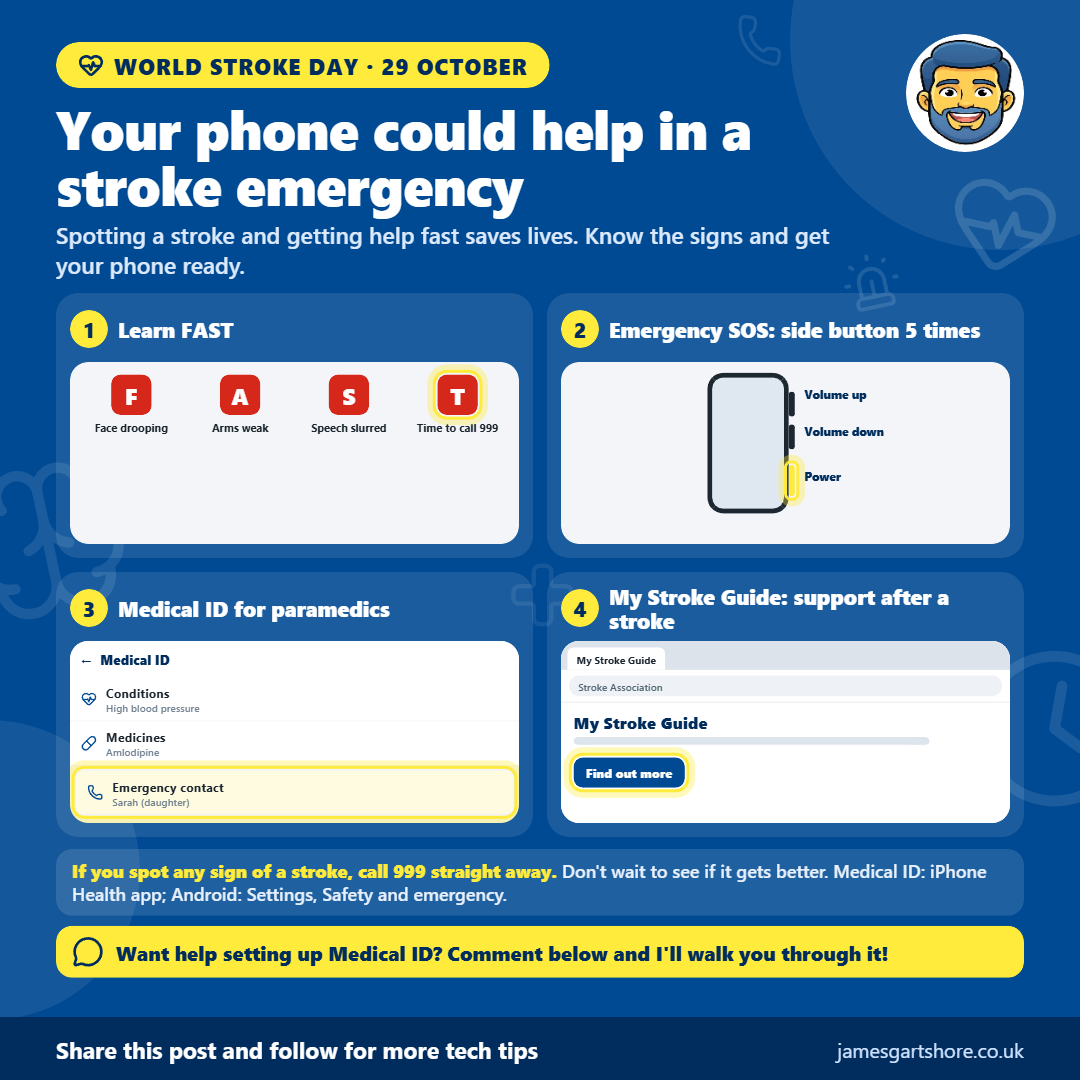 WORLD STROKE DAY · 29 OCTOBER
Your phone could help in a
stroke emergency
Spotting a stroke and getting help fast saves lives. Know the signs and get
your phone ready.
1 Learn FAST
F A S T
Face drooping Arms weak Speech slurred Time to call 999
2 Emergency SOS: side button 5 times
Volume up
Volume down
Power
3 Medical ID for paramedics
← Medical ID
Conditions
High blood pressure
Medicines
Amlodipine
Emergency contact
Sarah (daughter)
4 My Stroke Guide: support after a
stroke
My Stroke Guide
Stroke Association
My Stroke Guide
Find out more
If you spot any sign of a stroke, call 999 straight away. Don't wait to see if it gets better. Medical ID: iPhone
Health app; Android: Settings, Safety and emergency.
Want help setting up Medical ID? Comment below and I'll walk you through it!
Share this post and follow for more tech tips
jamesgartshore.co.uk